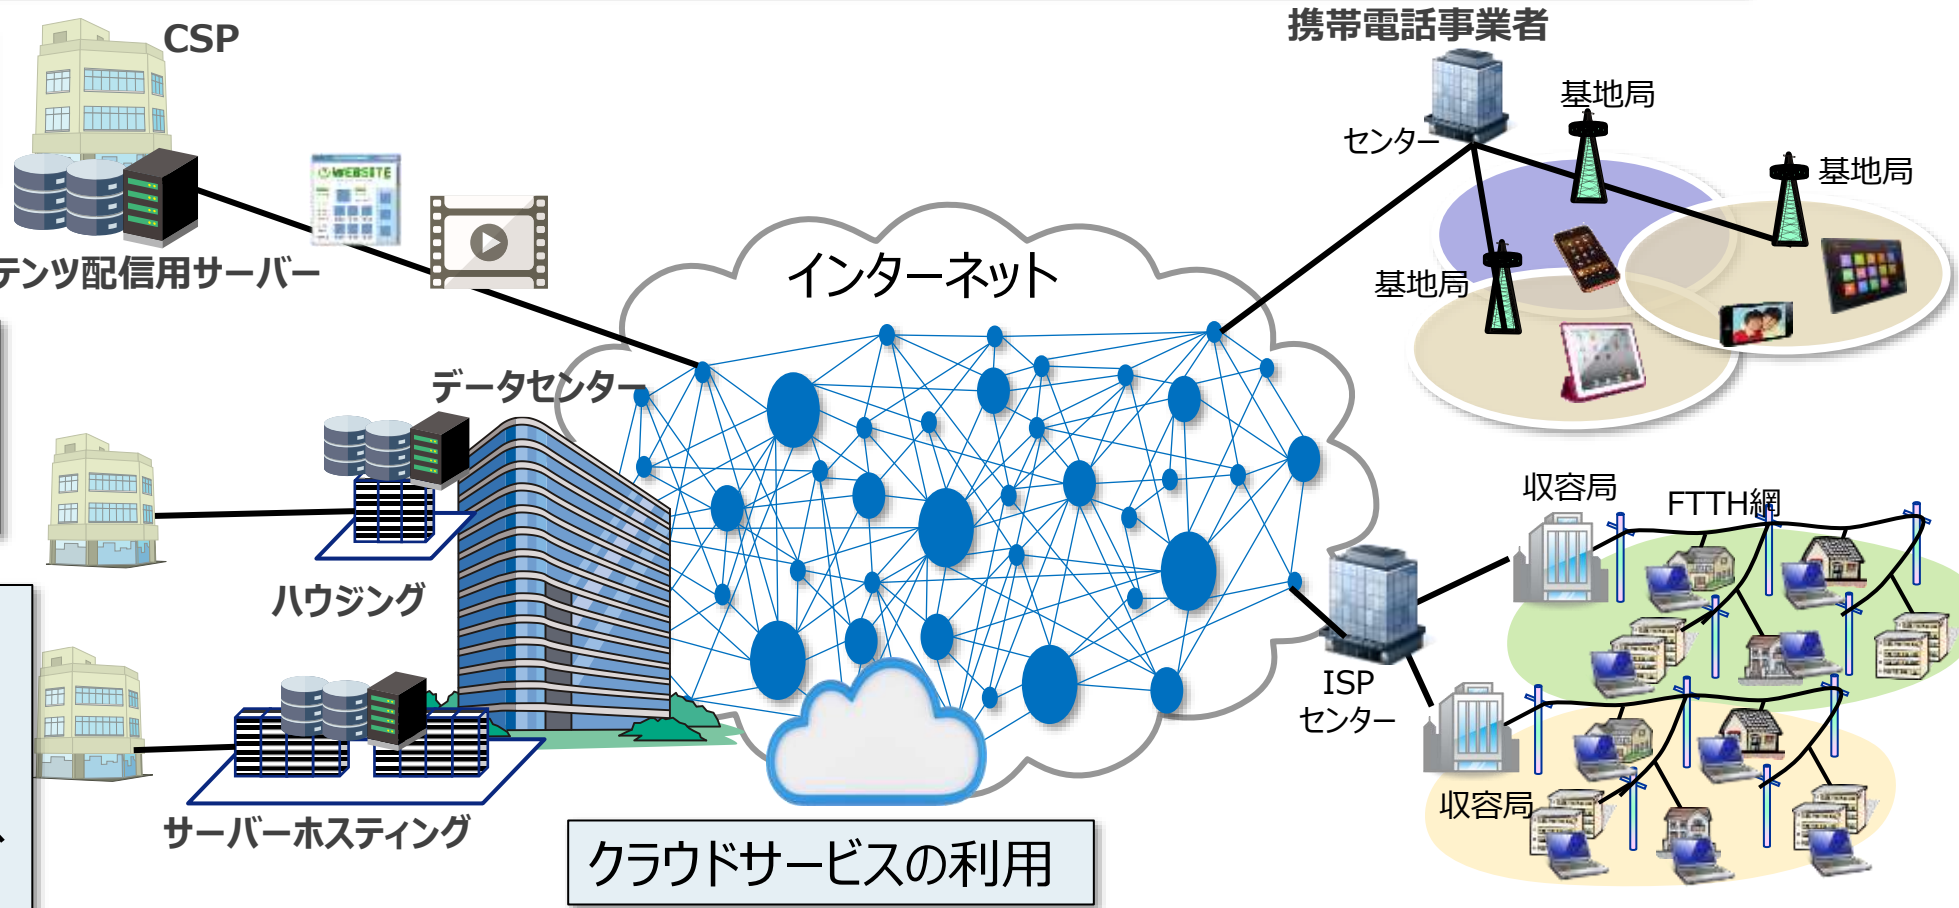 CSP
携帯電話事業者
基地局
センター
基地局
WEBSITE
テンツ配信用サーバー
インターネット
基地局
データセンター
収容局
FTTH網
ハウジング
ISP
センター
収容局
サーバーホスティング
クラウドサービスの利用